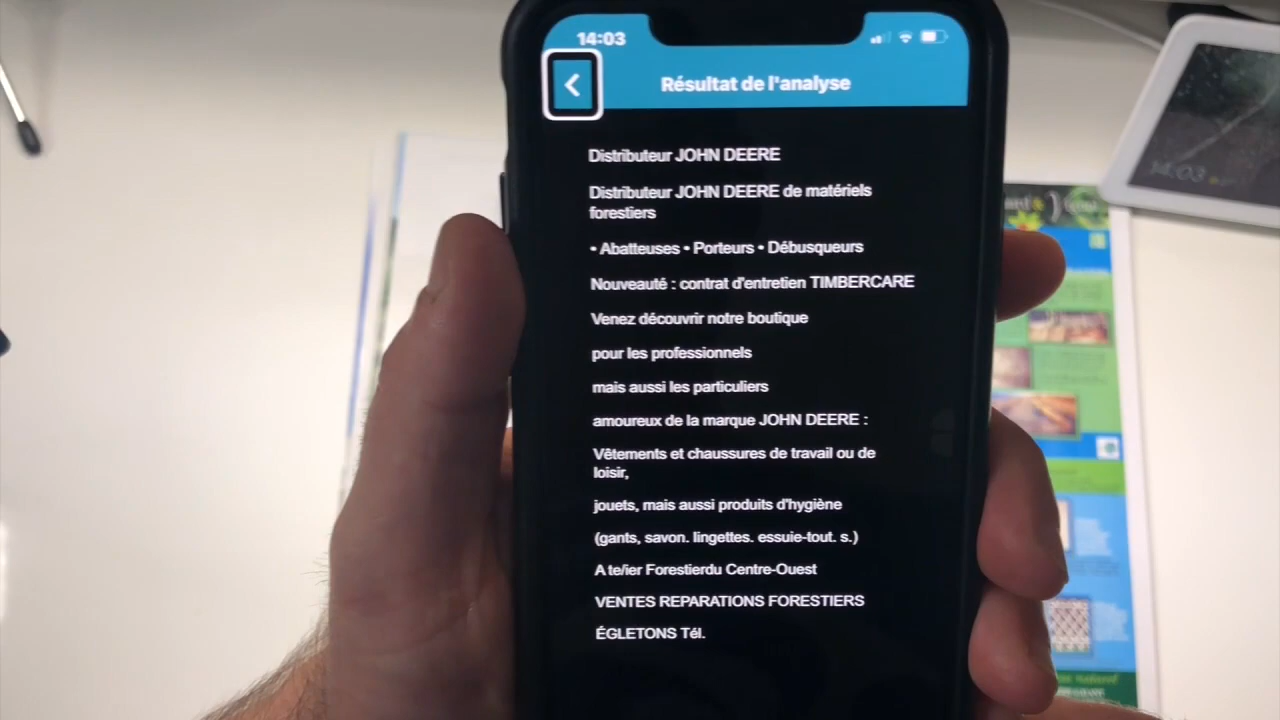 14:03
Résultat de l'analyse
Distributeur JOHN DEERE
Distributeur JOHN DEERE de matériels
forestiers
• Abatteuses • Porteurs • Débusqueurs
Nouveauté : contrat d'entretien TIMBERCARE
Venez découvrir notre boutique
pour les professionnels
mais aussi les particuliers
amoureux de la marque JOHN DEERE :
Vêtements et chaussures de travail ou de
loisir,
jouets, mais aussi produits d'hygiène
(gants, savon. lingettes. essuie-tout. s.)
A te/ier Forestierdu Centre-Ouest
VENTES REPARATIONS FORESTIERS
ÉGLETONS Tél.
14:03